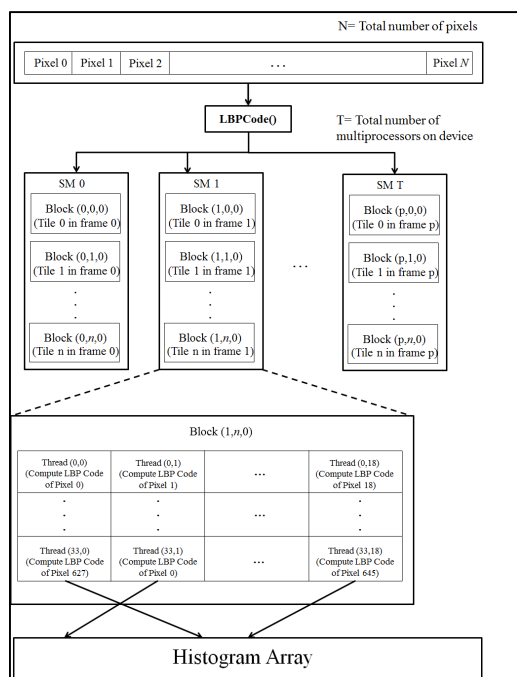 N= Total number of pixels
Pixel 0 Pixel 1 Pixel 2 ... Pixel N
LBPCode()
T= Total number of
multiprocessors on device
SM 0
Block (0,0,0)
(Tile 0 in frame 0)
Block (0,1,0)
(Tile 1 in frame 0)
.
.
.
Block (0,n,0)
(Tile n in frame 0)
SM 1
Block (1,0,0)
(Tile 0 in frame 1)
Block (1,1,0)
(Tile 1 in frame 1)
.
.
.
Block (1,n,0)
(Tile n in frame 1)
...
SM T
Block (p,0,0)
(Tile 0 in frame p)
Block (p,1,0)
(Tile 1 in frame p)
.
.
.
Block (p,n,0)
(Tile n in frame p)
Block (1,n,0)
Thread (0,0)
(Compute LBP Code
of Pixel 0)
Thread (0,1)
(Compute LBP Code
of Pixel 1)
...
Thread (0,18)
(Compute LBP Code
of Pixel 18)
. . .
. . ... .
. . .
Thread (33,0)
(Compute LBP Code
of Pixel 627)
Thread (33,1)
(Compute LBP Code
of Pixel 0)
...
Thread (33,18)
(Compute LBP Code
of Pixel 645)
Histogram Array